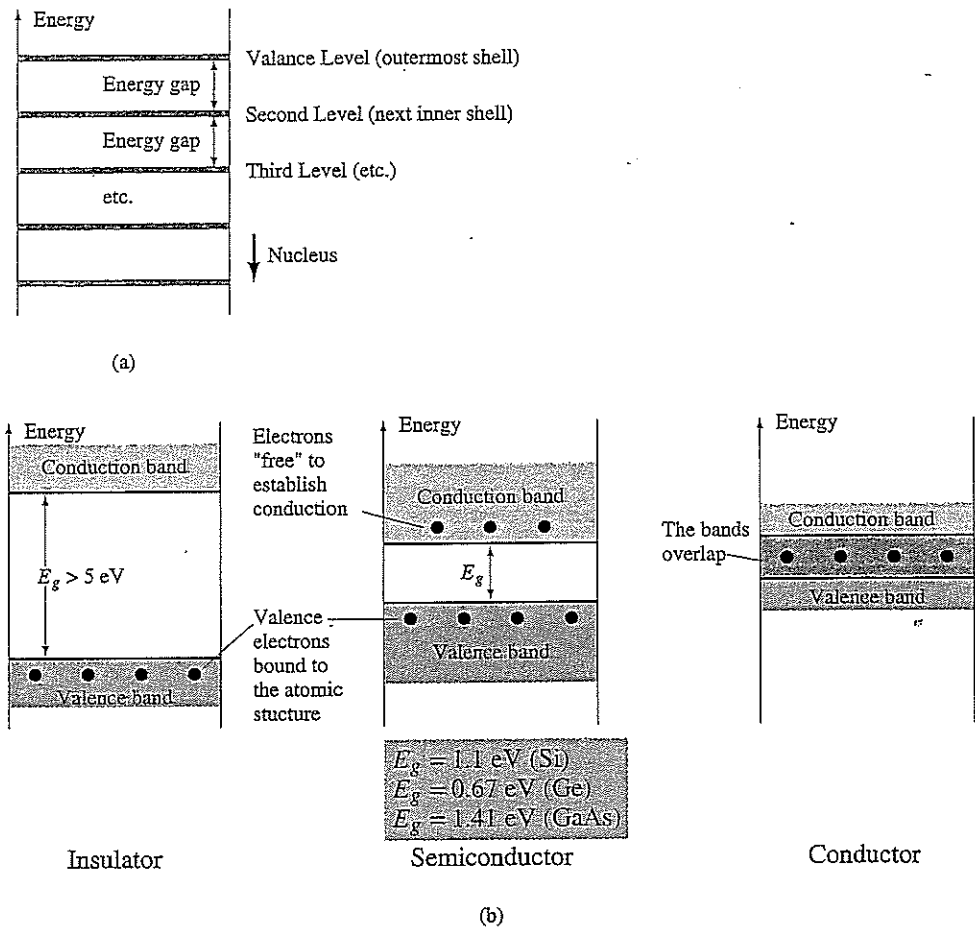 Energy
Valance Level (outermost shell)
Energy gap
Second Level (next inner shell)
Energy gap
Third Level (etc.)
etc.
Nucleus
(a)
Energy
Conduction band
E_g > 5 eV
Valence band
Electrons
"free" to
establish
conduction
Valence
electrons
bound to
the atomic
stucture
Energy
Conduction band
E_g
Valence band
E_g = 1.1 eV (Si)
E_g = 0.67 eV (Ge)
E_g = 1.41 eV (GaAs)
Energy
Conduction band
The bands
overlap
Valence band
Insulator
Semiconductor
Conductor
(b)